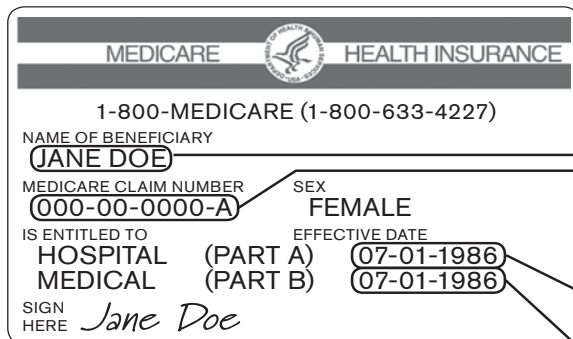 MEDICARE HEALTH INSURANCE
1-800-MEDICARE (1-800-633-4227)
NAME OF BENEFICIARY
JANE DOE
MEDICARE CLAIM NUMBER SEX
000-00-0000-A FEMALE
IS ENTITLED TO EFFECTIVE DATE
HOSPITAL (PART A) 07-01-1986
MEDICAL (PART B) 07-01-1986
SIGN
HERE Jane Doe